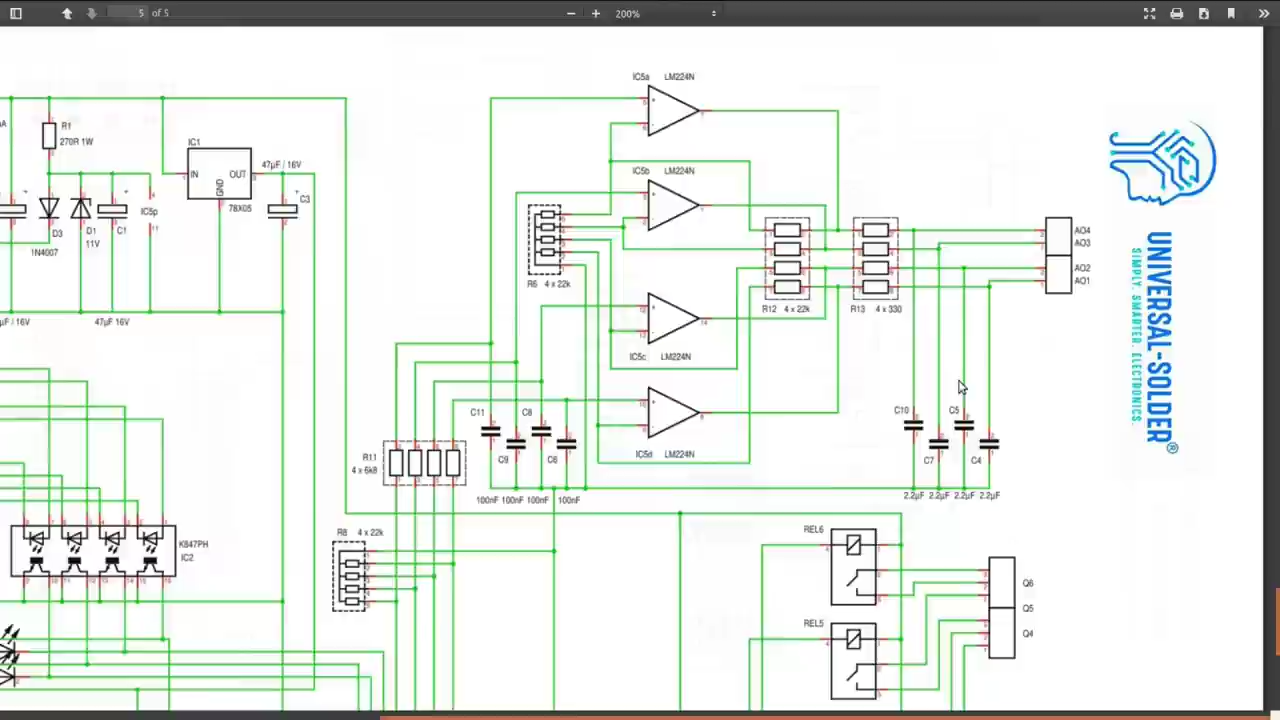 5 of 5
200%
IC5a LM224N
R1
270R 1W
IC1
IN OUT
GND
78X05
47µF / 16V
C3
D3
1N4007
D1
11V
C1
IC5p
47µF 16V
µF / 16V
IC5b LM224N
R6 4 x 22k
R12 4 x 22k
R13 4 x 330
AO4
AO3
AO2
AO1
UNIVERSAL-SOLDER®
SIMPLY. SMARTER. ELECTRONICS.
IC5c LM224N
IC5d LM224N
C11
C8
C9
C6
100nF 100nF 100nF 100nF
C10
C5
C7
C4
2.2µF 2.2µF 2.2µF 2.2µF
R11
4 x 6k8
R8 4 x 22k
K847PH
IC2
REL6
REL5
Q6
Q5
Q4